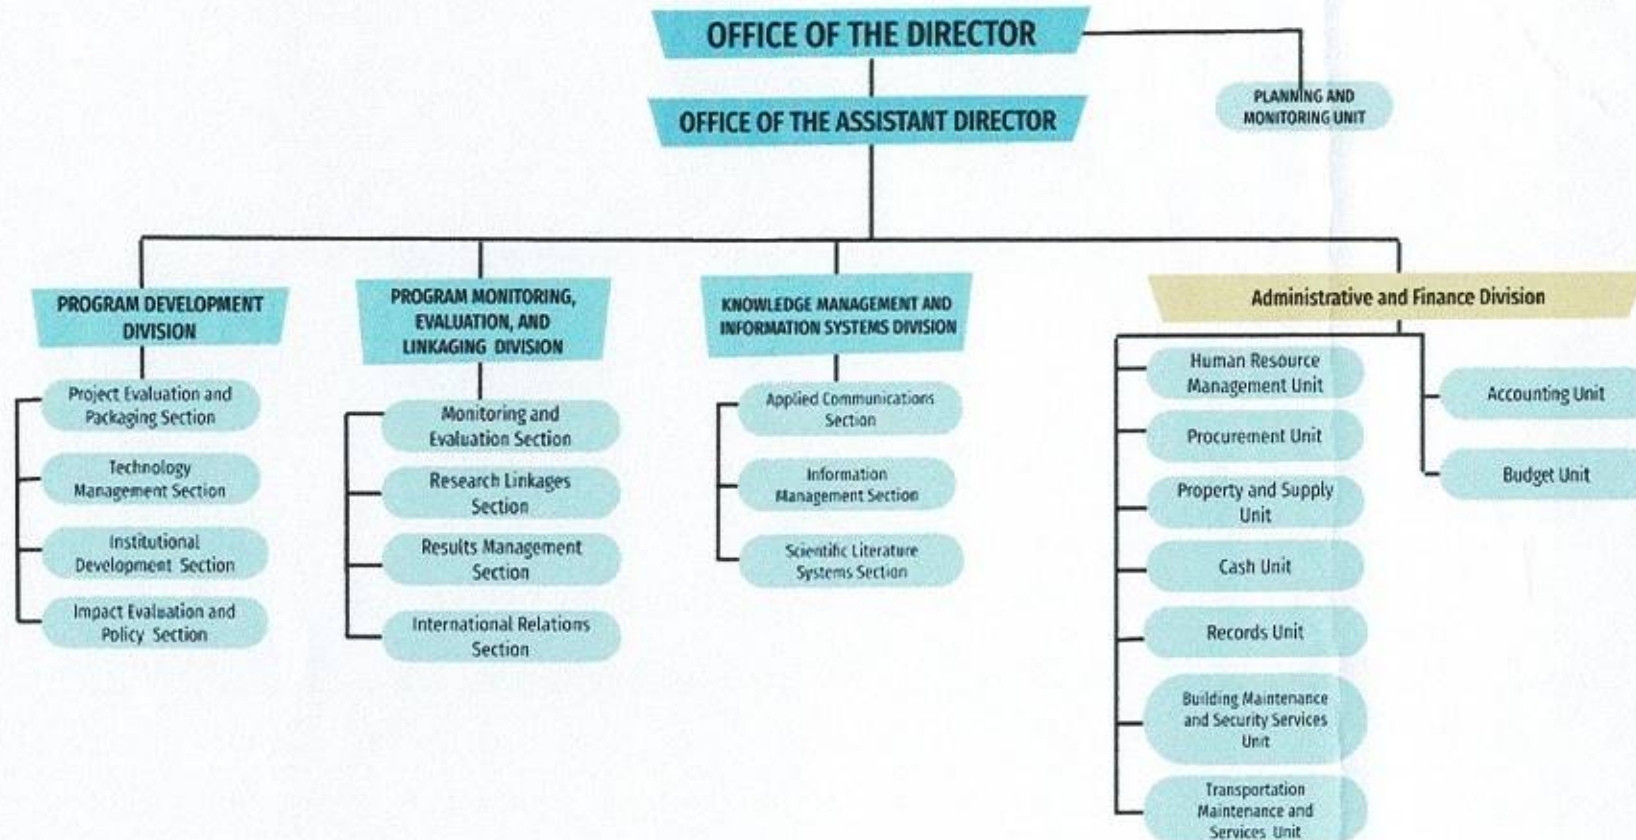 OFFICE OF THE DIRECTOR
PLANNING AND
MONITORING UNIT
OFFICE OF THE ASSISTANT DIRECTOR
PROGRAM DEVELOPMENT
DIVISION
Project Evaluation and
Packaging Section
Technology
Management Section
Institutional
Development Section
Impact Evaluation and
Policy Section
PROGRAM MONITORING,
EVALUATION, AND
LINKAGING DIVISION
Monitoring and
Evaluation Section
Research Linkages
Section
Results Management
Section
International Relations
Section
KNOWLEDGE MANAGEMENT AND
INFORMATION SYSTEMS DIVISION
Applied Communications
Section
Information
Management Section
Scientific Literature
Systems Section
Administrative and Finance Division
Human Resource
Management Unit
Procurement Unit
Property and Supply
Unit
Cash Unit
Records Unit
Building Maintenance
and Security Services
Unit
Transportation
Maintenance and
Services Unit
Accounting Unit
Budget Unit